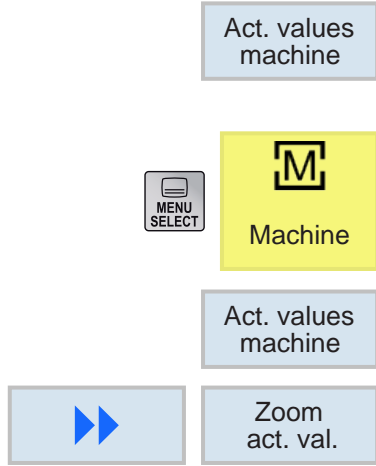 Act. values
machine
M
MENU
SELECT
Machine
Act. values
machine
Zoom
act. val.